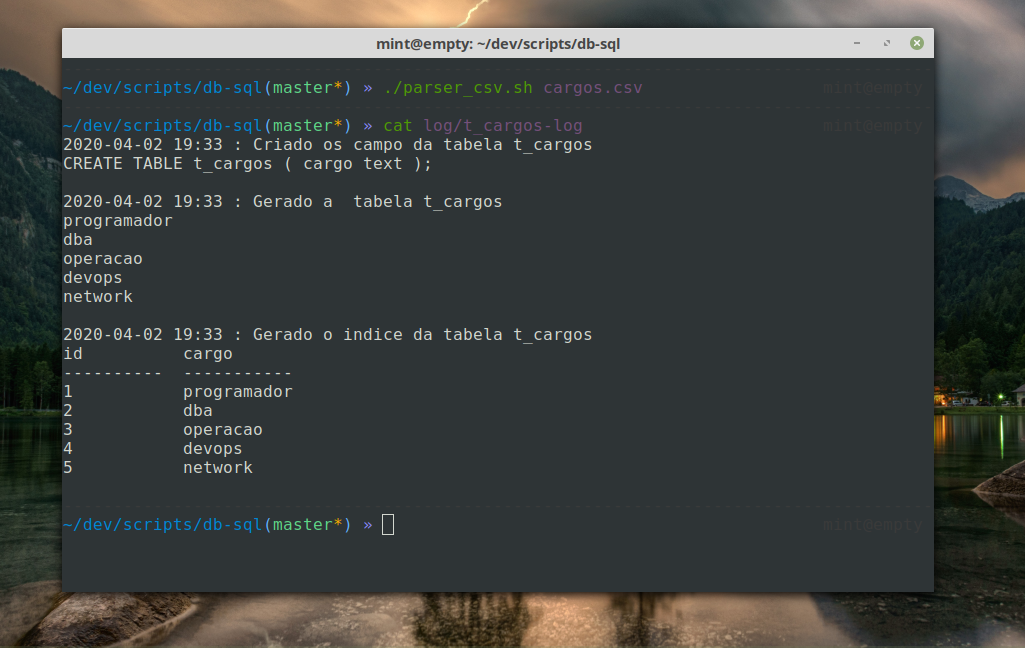 mint@empty: ~/dev/scripts/db-sql
~/dev/scripts/db-sql(master*) » ./parser_csv.sh cargos.csv mint@empty
~/dev/scripts/db-sql(master*) » cat log/t_cargos-log mint@empty
2020-04-02 19:33 : Criado os campo da tabela t_cargos
CREATE TABLE t_cargos ( cargo text );
2020-04-02 19:33 : Gerado a  tabela t_cargos
programador
dba
operacao
devops
network
2020-04-02 19:33 : Gerado o indice da tabela t_cargos
id          cargo
----------  -----------
1           programador
2           dba
3           operacao
4           devops
5           network
~/dev/scripts/db-sql(master*) » mint@empty